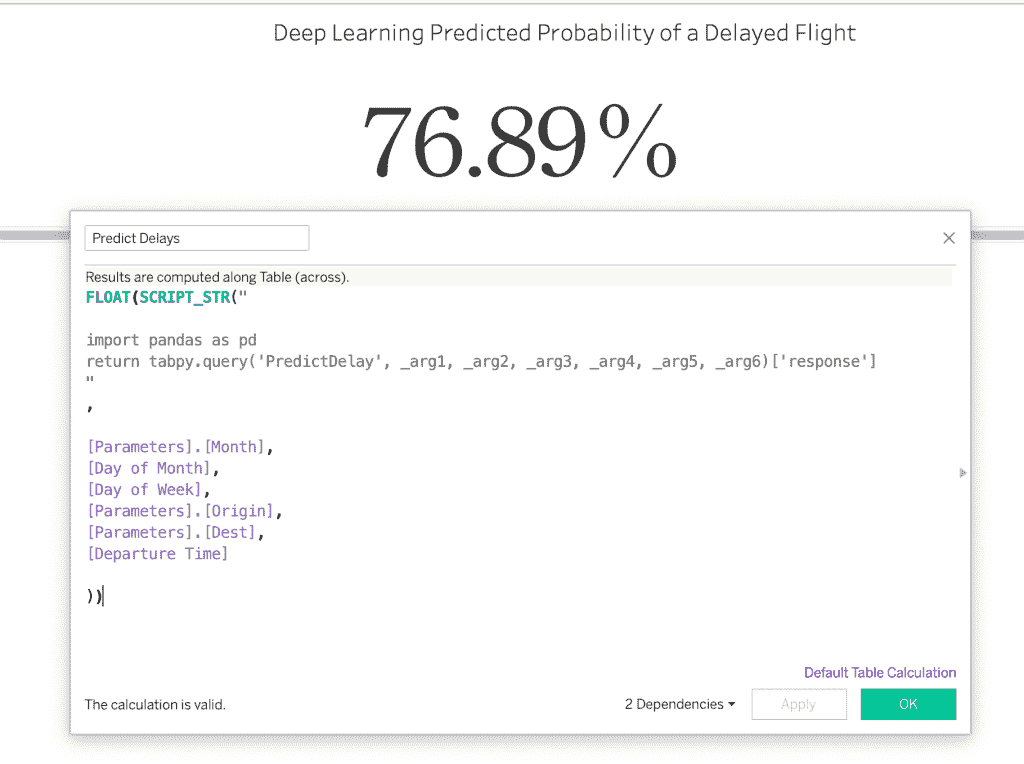 Deep Learning Predicted Probability of a Delayed Flight
76.89%
Predict Delays
Results are computed along Table (across).
FLOAT(SCRIPT_STR("
import pandas as pd
return tabpy.query('PredictDelay', _arg1, _arg2, _arg3, _arg4, _arg5, _arg6)['response']
"
,
[Parameters].[Month],
[Day of Month],
[Day of Week],
[Parameters].[Origin],
[Parameters].[Dest],
[Departure Time]
))
Default Table Calculation
The calculation is valid.
2 Dependencies
Apply
OK